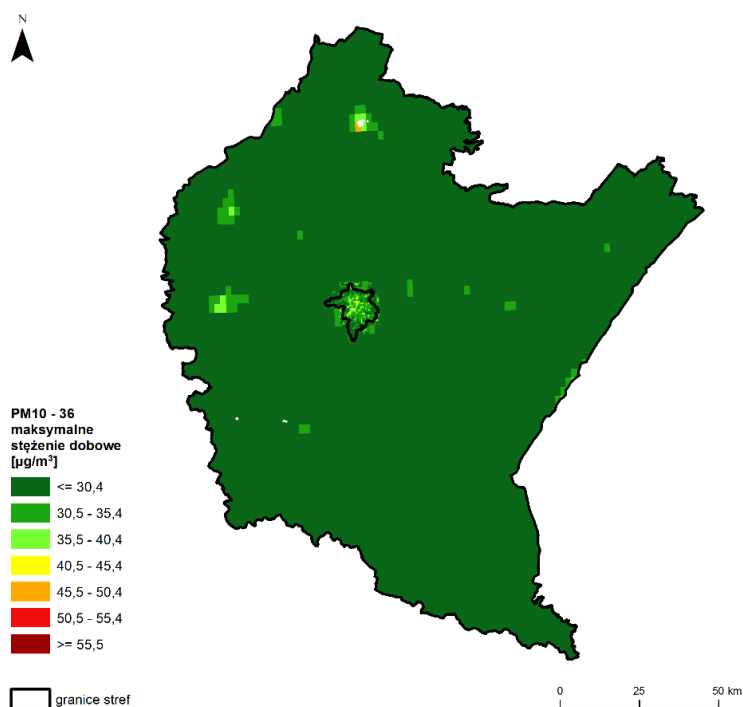 N
PM10 - 36
maksymalne
stężenie dobowe
[µg/m³]
<= 30,4
30,5 - 35,4
35,5 - 40,4
40,5 - 45,4
45,5 - 50,4
50,5 - 55,4
>= 55,5
granice stref
0 25 50 km